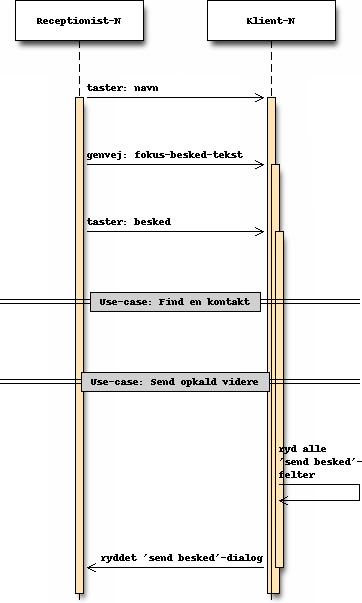 Receptionist-N
Klient-N
taster: navn
genvej: fokus-besked-tekst
taster: besked
Use-case: Find en kontakt
Use-case: Send opkald videre
ryd alle
'send besked'-
felter
ryddet 'send besked'-dialog